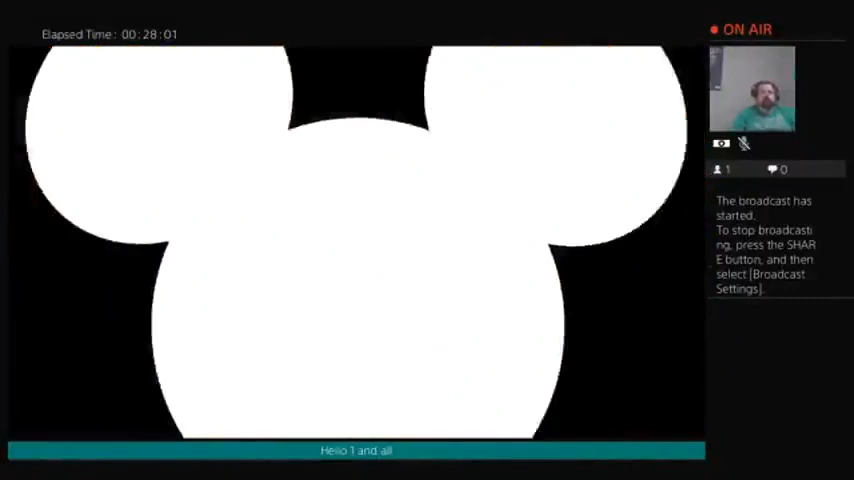 Elapsed Time: 00:28:01
ON AIR
1 0
The broadcast has
started.
To stop broadcasti
ng, press the SHAR
E button, and then
select [Broadcast
Settings].
Hello 1 and all